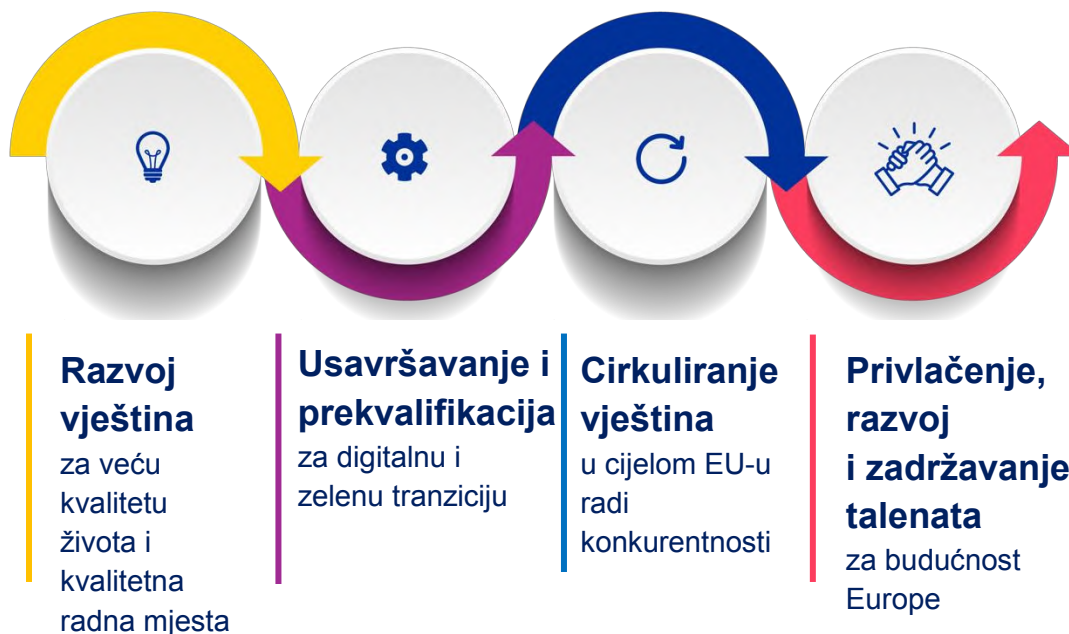 Razvoj
vještina
za veću
kvalitetu
života i
kvalitetna
radna mjesta
Usavršavanje i
prekvalifikacija
za digitalnu i
zelenu tranziciju
Cirkuliranje
vještina
u cijelom EU-u
radi
konkurentnosti
Privlačenje,
razvoj
i zadržavanje
talenata
za budućnost
Europe